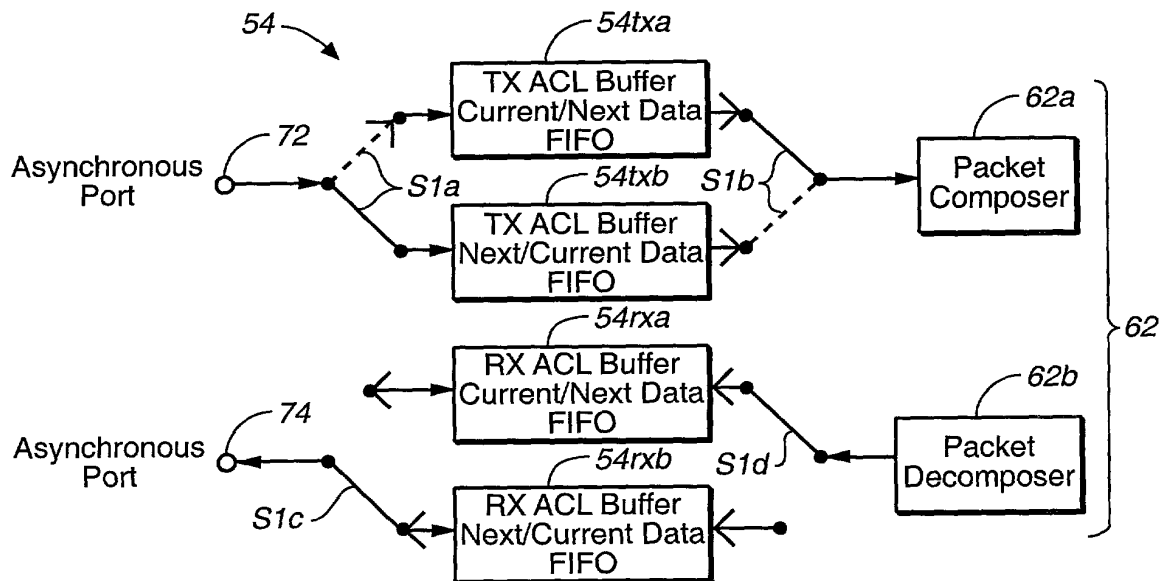 54
54txa
TX ACL Buffer
Current/Next Data
FIFO
62a
72
Asynchronous
Port
S1a
54txb
S1b
Packet
Composer
TX ACL Buffer
Next/Current Data
FIFO
54rxa
62
RX ACL Buffer
Current/Next Data
FIFO
62b
74
Asynchronous
Port
54rxb
S1d
Packet
Decomposer
S1c
RX ACL Buffer
Next/Current Data
FIFO